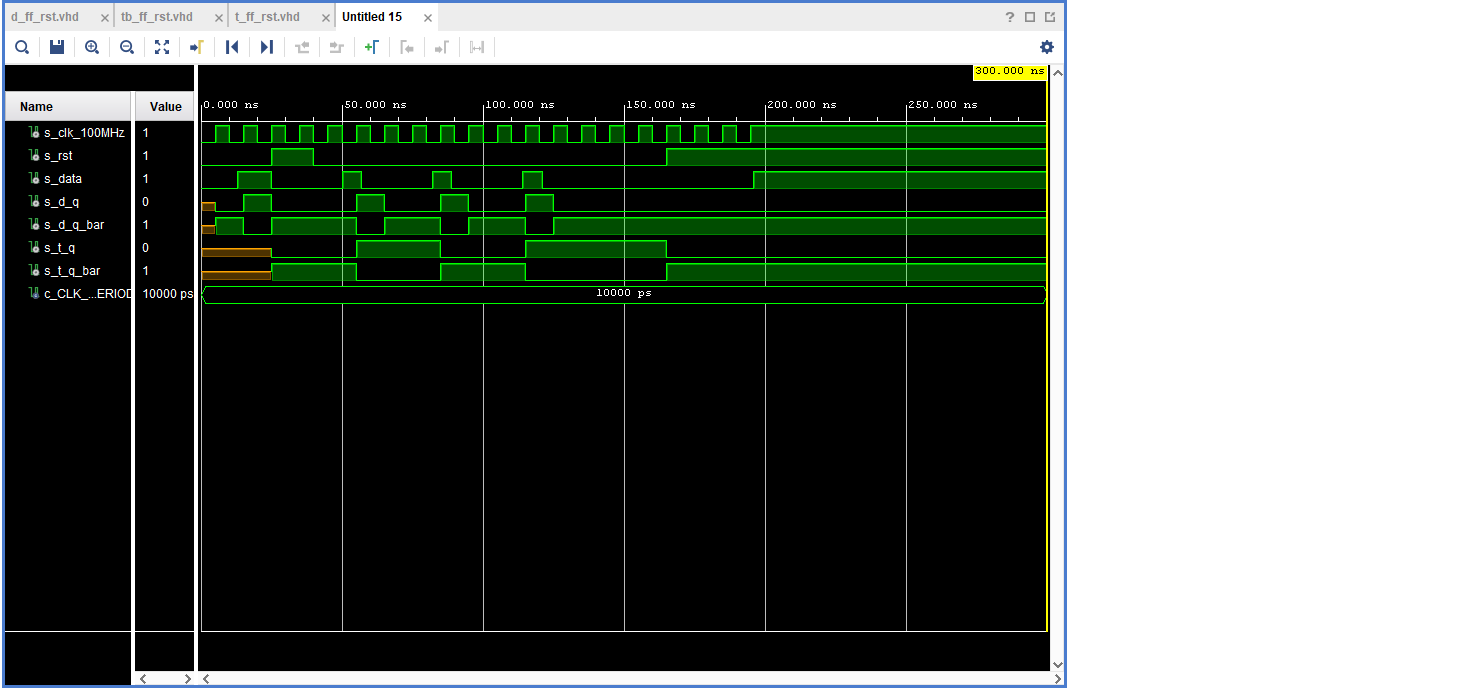 d_ff_rst.vhd × tb_ff_rst.vhd × t_ff_rst.vhd × Untitled 15 × ?
300.000 ns
Name Value 0.000 ns 50.000 ns 100.000 ns 150.000 ns 200.000 ns 250.000 ns
s_clk_100MHz 1
s_rst 1
s_data 1
s_d_q 0
s_d_q_bar 1
s_t_q 0
s_t_q_bar 1
c_CLK_...ERIOD 10000 ps 10000 ps